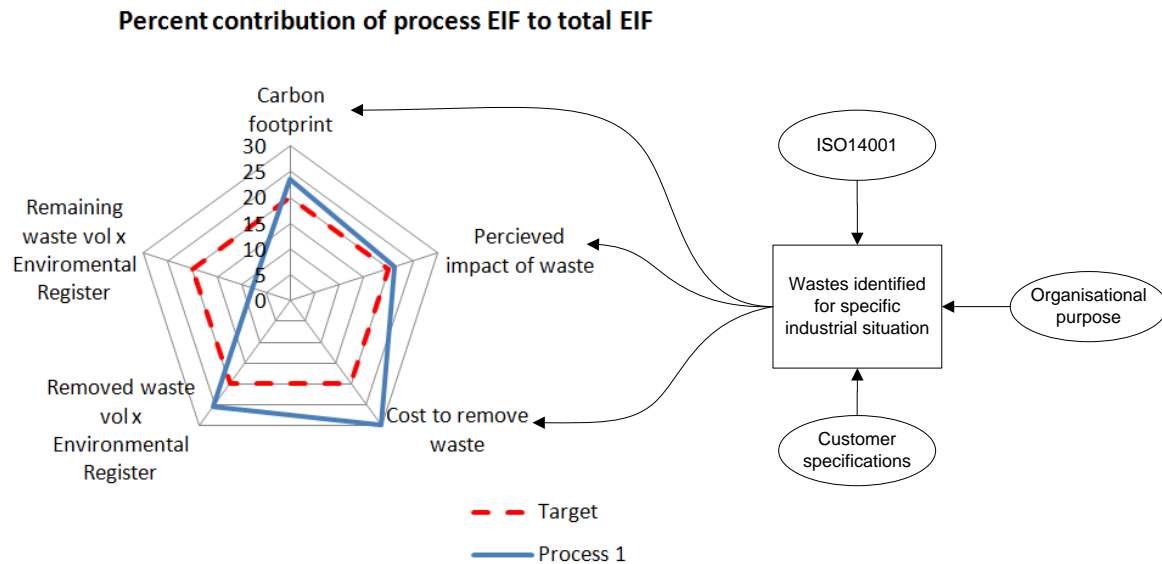 Percent contribution of process EIF to total EIF
Carbon
footprint
30
25
20
15
10
5
0
Percieved
impact of waste
Cost to remove
waste
Removed waste
vol x
Environmental
Register
Remaining
waste vol x
Enviromental
Register
Target
Process 1
ISO14001
Wastes identified
for specific
industrial situation
Organisational
purpose
Customer
specifications